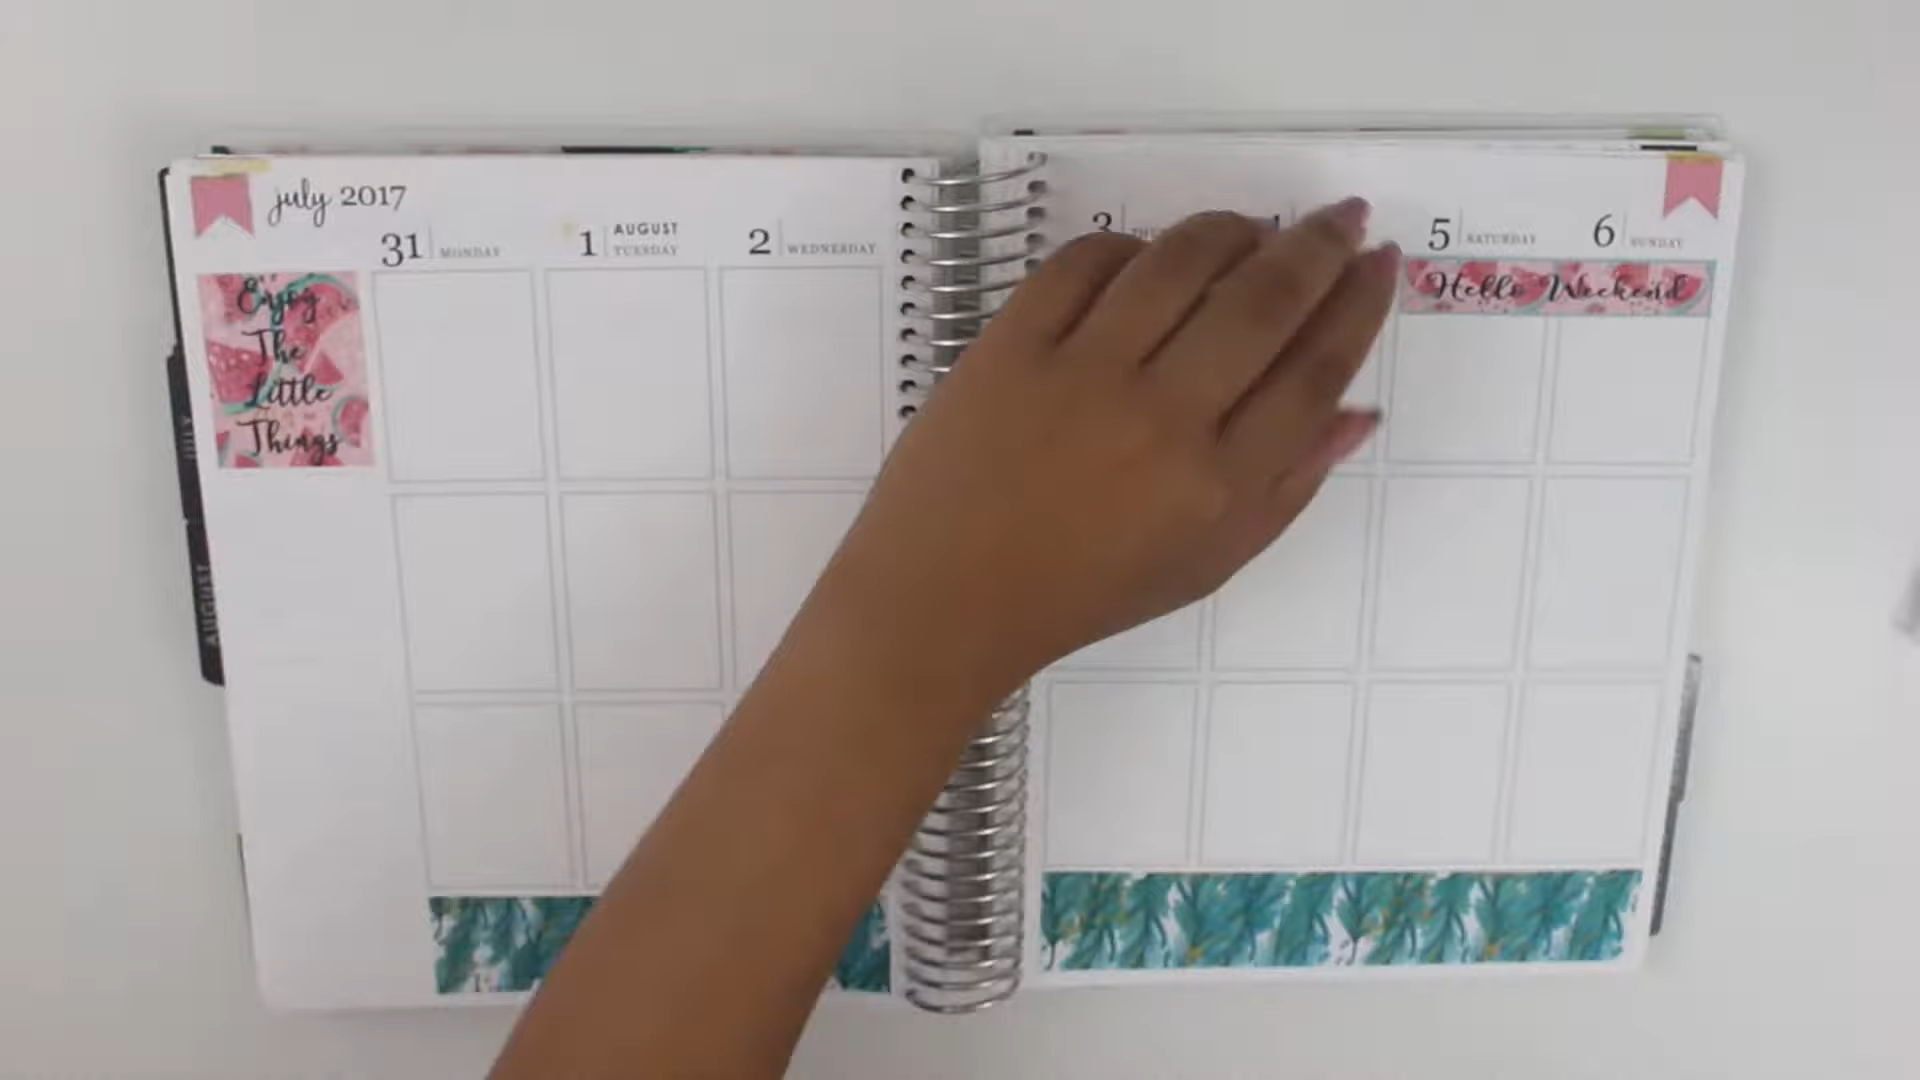 july 2017
31 MONDAY
1 AUGUST TUESDAY
2 WEDNESDAY
3
5 SATURDAY
6 SUNDAY
Enjoy
The
Little
Things
Hello Weekend
JULY
AUGUST